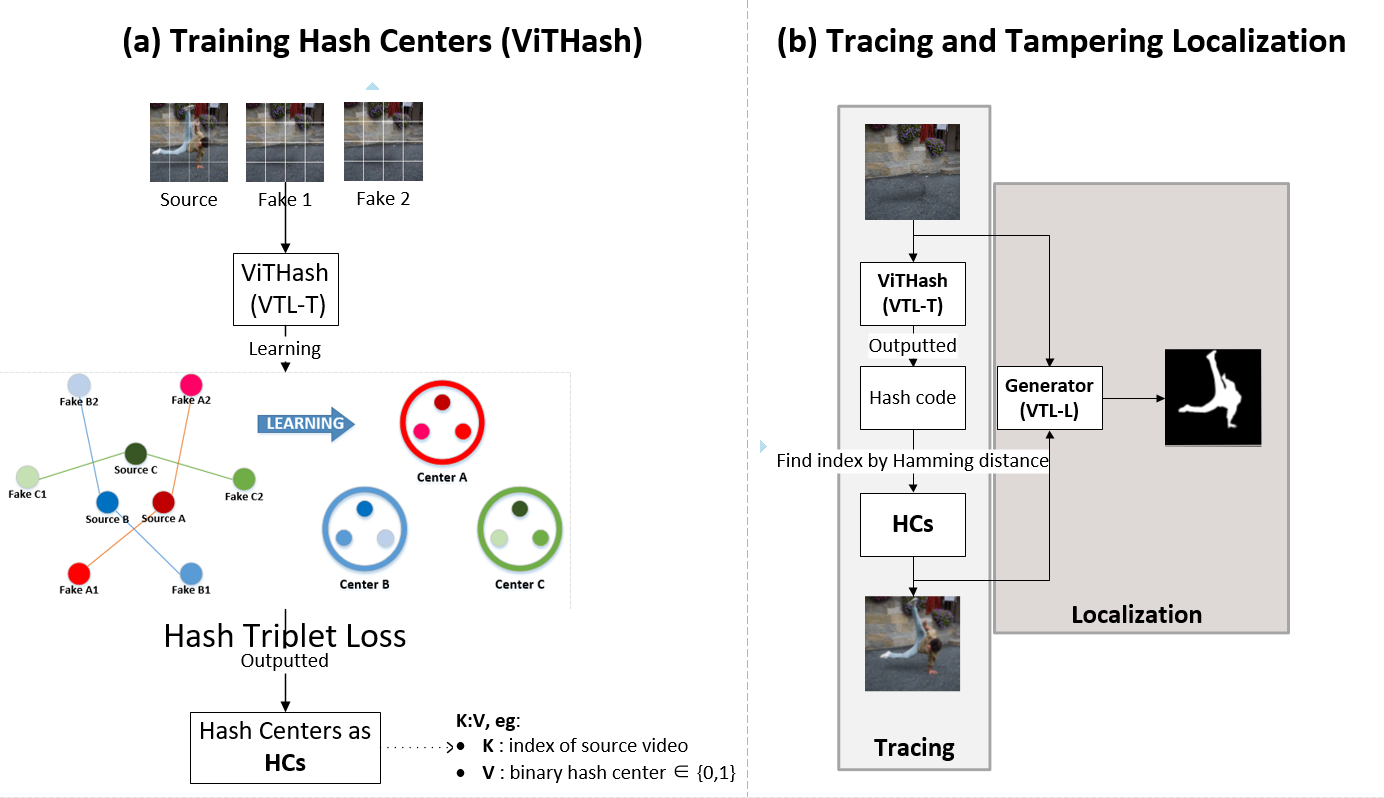 (a) Training Hash Centers (ViTHash)
Source
Fake 1
Fake 2
ViTHash
(VTL-T)
Learning
Fake B2
Fake A2
Source C
Fake C1
Fake C2
Source B
Source A
Fake A1
Fake B1
LEARNING
Center A
Center B
Center C
Hash Triplet Loss
Outputted
Hash Centers as
HCs
K:V, eg:
• K : index of source video
• V : binary hash center ∈ {0,1}
(b) Tracing and Tampering Localization
ViTHash
(VTL-T)
Outputted
Hash code
Find index by Hamming distance
HCs
Tracing
Generator
(VTL-L)
Localization